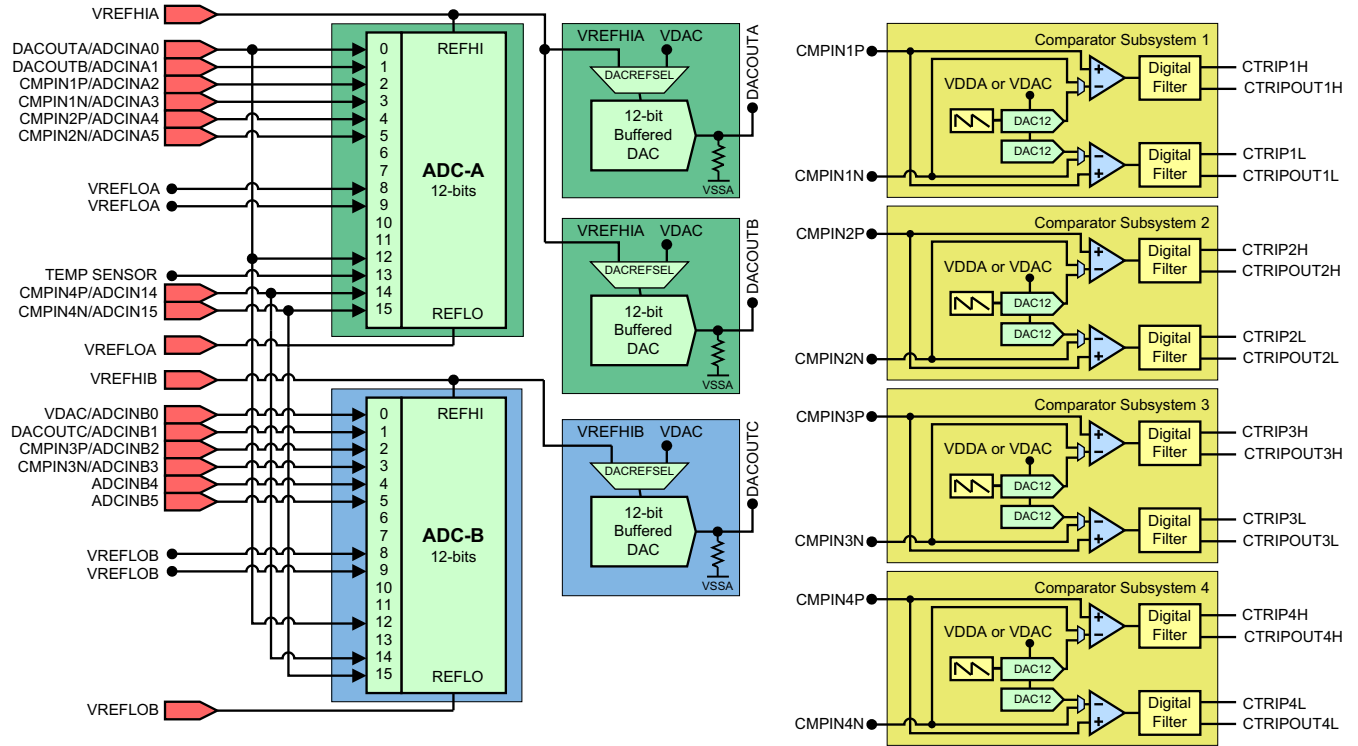 VREFHIA
DACOUTA/ADCINA0
DACOUTB/ADCINA1
CMPIN1P/ADCINA2
CMPIN1N/ADCINA3
CMPIN2P/ADCINA4
CMPIN2N/ADCINA5
VREFLOA
VREFLOA
TEMP SENSOR
CMPIN4P/ADCIN14
CMPIN4N/ADCIN15
VREFLOA
REFHI
0
1
2
3
4
5
6
7
8
9
10
11
12
13
14
15
ADC-A
12-bits
REFLO
VREFHIB
VDAC/ADCINB0
DACOUTC/ADCINB1
CMPIN3P/ADCINB2
CMPIN3N/ADCINB3
ADCINB4
ADCINB5
VREFLOB
VREFLOB
VREFLOB
REFHI
0
1
2
3
4
5
6
7
8
9
10
11
12
13
14
15
ADC-B
12-bits
REFLO
VREFHIA
VDAC
DACREFSEL
12-bit
Buffered
DAC
VSSA
DACOUTA
VREFHIA
VDAC
DACREFSEL
12-bit
Buffered
DAC
VSSA
DACOUTB
VREFHIB
VDAC
DACREFSEL
12-bit
Buffered
DAC
VSSA
DACOUTC
Comparator Subsystem 1
CMPIN1P
CMPIN1N
VDDA or VDAC
DAC12
DAC12
Digital
Filter
Digital
Filter
CTRIP1H
CTRIPOUT1H
CTRIP1L
CTRIPOUT1L
Comparator Subsystem 2
CMPIN2P
CMPIN2N
VDDA or VDAC
DAC12
DAC12
Digital
Filter
Digital
Filter
CTRIP2H
CTRIPOUT2H
CTRIP2L
CTRIPOUT2L
Comparator Subsystem 3
CMPIN3P
CMPIN3N
VDDA or VDAC
DAC12
DAC12
Digital
Filter
Digital
Filter
CTRIP3H
CTRIPOUT3H
CTRIP3L
CTRIPOUT3L
Comparator Subsystem 4
CMPIN4P
CMPIN4N
VDDA or VDAC
DAC12
DAC12
Digital
Filter
Digital
Filter
CTRIP4H
CTRIPOUT4H
CTRIP4L
CTRIPOUT4L